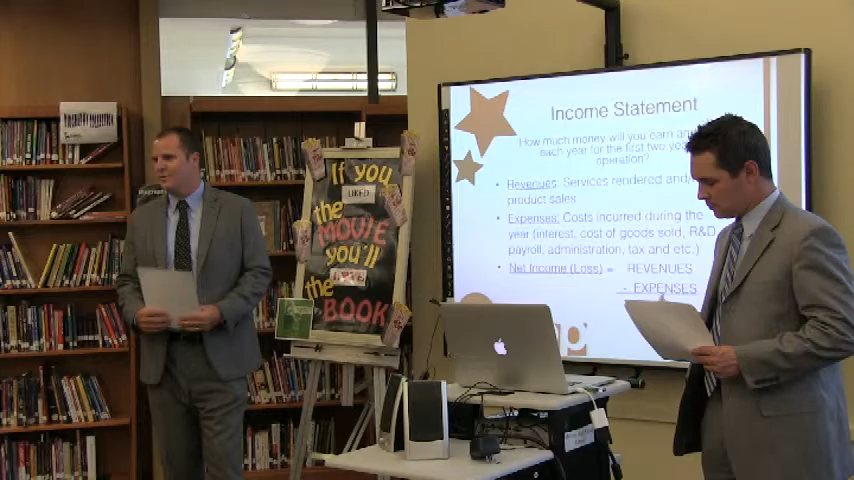 If you
LIKED
the
MOVIE
you'll
LOVE
the
BOOK
Income Statement
How much money will you earn and
each year for the first two
operation?
• Revenues: Services rendered and/
product sales
• Expenses: Costs incurred during the
year (interest, cost of goods sold, R&D
payroll, administration, tax and etc.)
• Net Income (Loss) = REVENUES
- EXPENSES